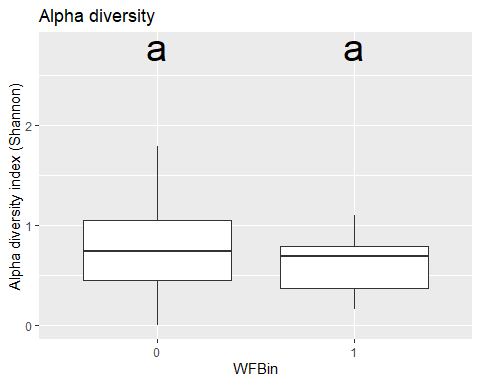 Alpha diversity
a a
Alpha diversity index (Shannon)
2
1
0
0 1
WFBin